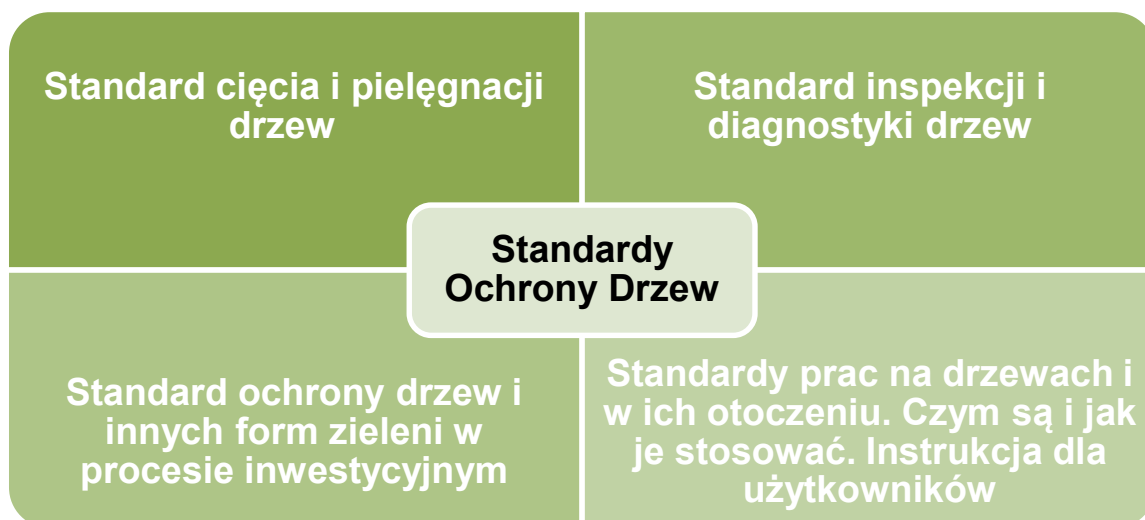 Standard cięcia i pielęgnacji
drzew
Standard inspekcji i
diagnostyki drzew
Standardy
Ochrony Drzew
Standard ochrony drzew i
innych form zieleni w
procesie inwestycyjnym
Standardy prac na drzewach i
w ich otoczeniu. Czym są i jak
je stosować. Instrukcja dla
użytkowników